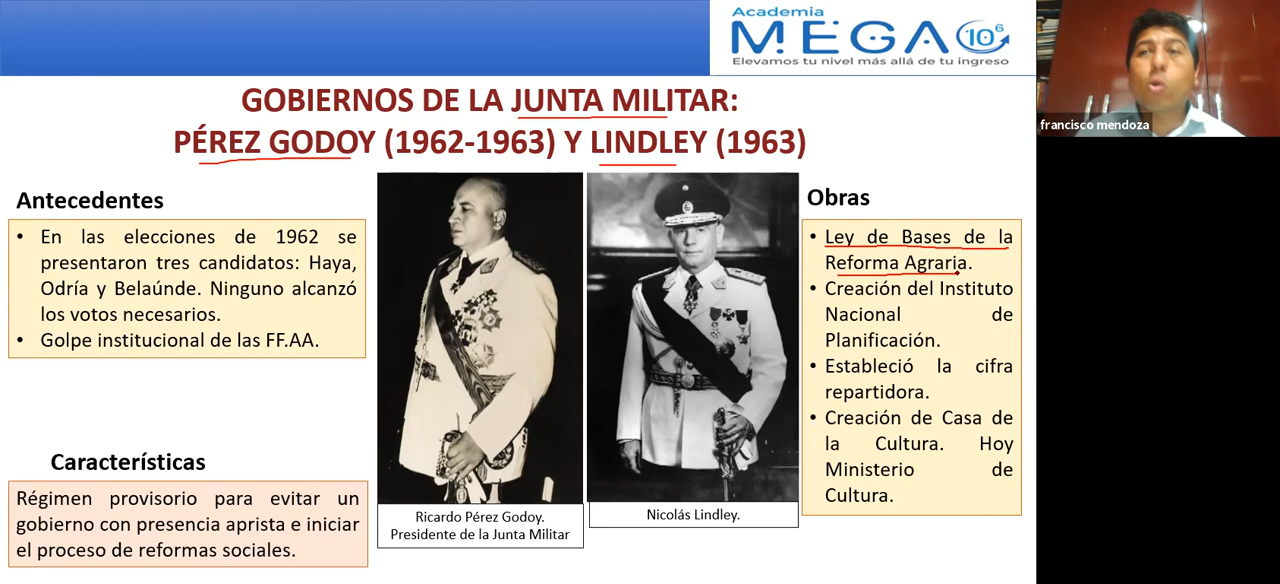 Academia
MEGA 10⁶
Elevamos tu nivel más allá de tu ingreso
francisco mendoza
GOBIERNOS DE LA JUNTA MILITAR:
PÉREZ GODOY (1962-1963) Y LINDLEY (1963)
Antecedentes
• En las elecciones de 1962 se
presentaron tres candidatos: Haya,
Odría y Belaúnde. Ninguno alcanzó
los votos necesarios.
• Golpe institucional de las FF.AA.
Características
Régimen provisorio para evitar un
gobierno con presencia aprista e iniciar
el proceso de reformas sociales.
Ricardo Pérez Godoy.
Presidente de la Junta Militar
Nicolás Lindley.
Obras
• Ley de Bases de la
Reforma Agraria.
• Creación del Instituto
Nacional de
Planificación.
• Estableció la cifra
repartidora.
• Creación de Casa de
la Cultura. Hoy
Ministerio de
Cultura.